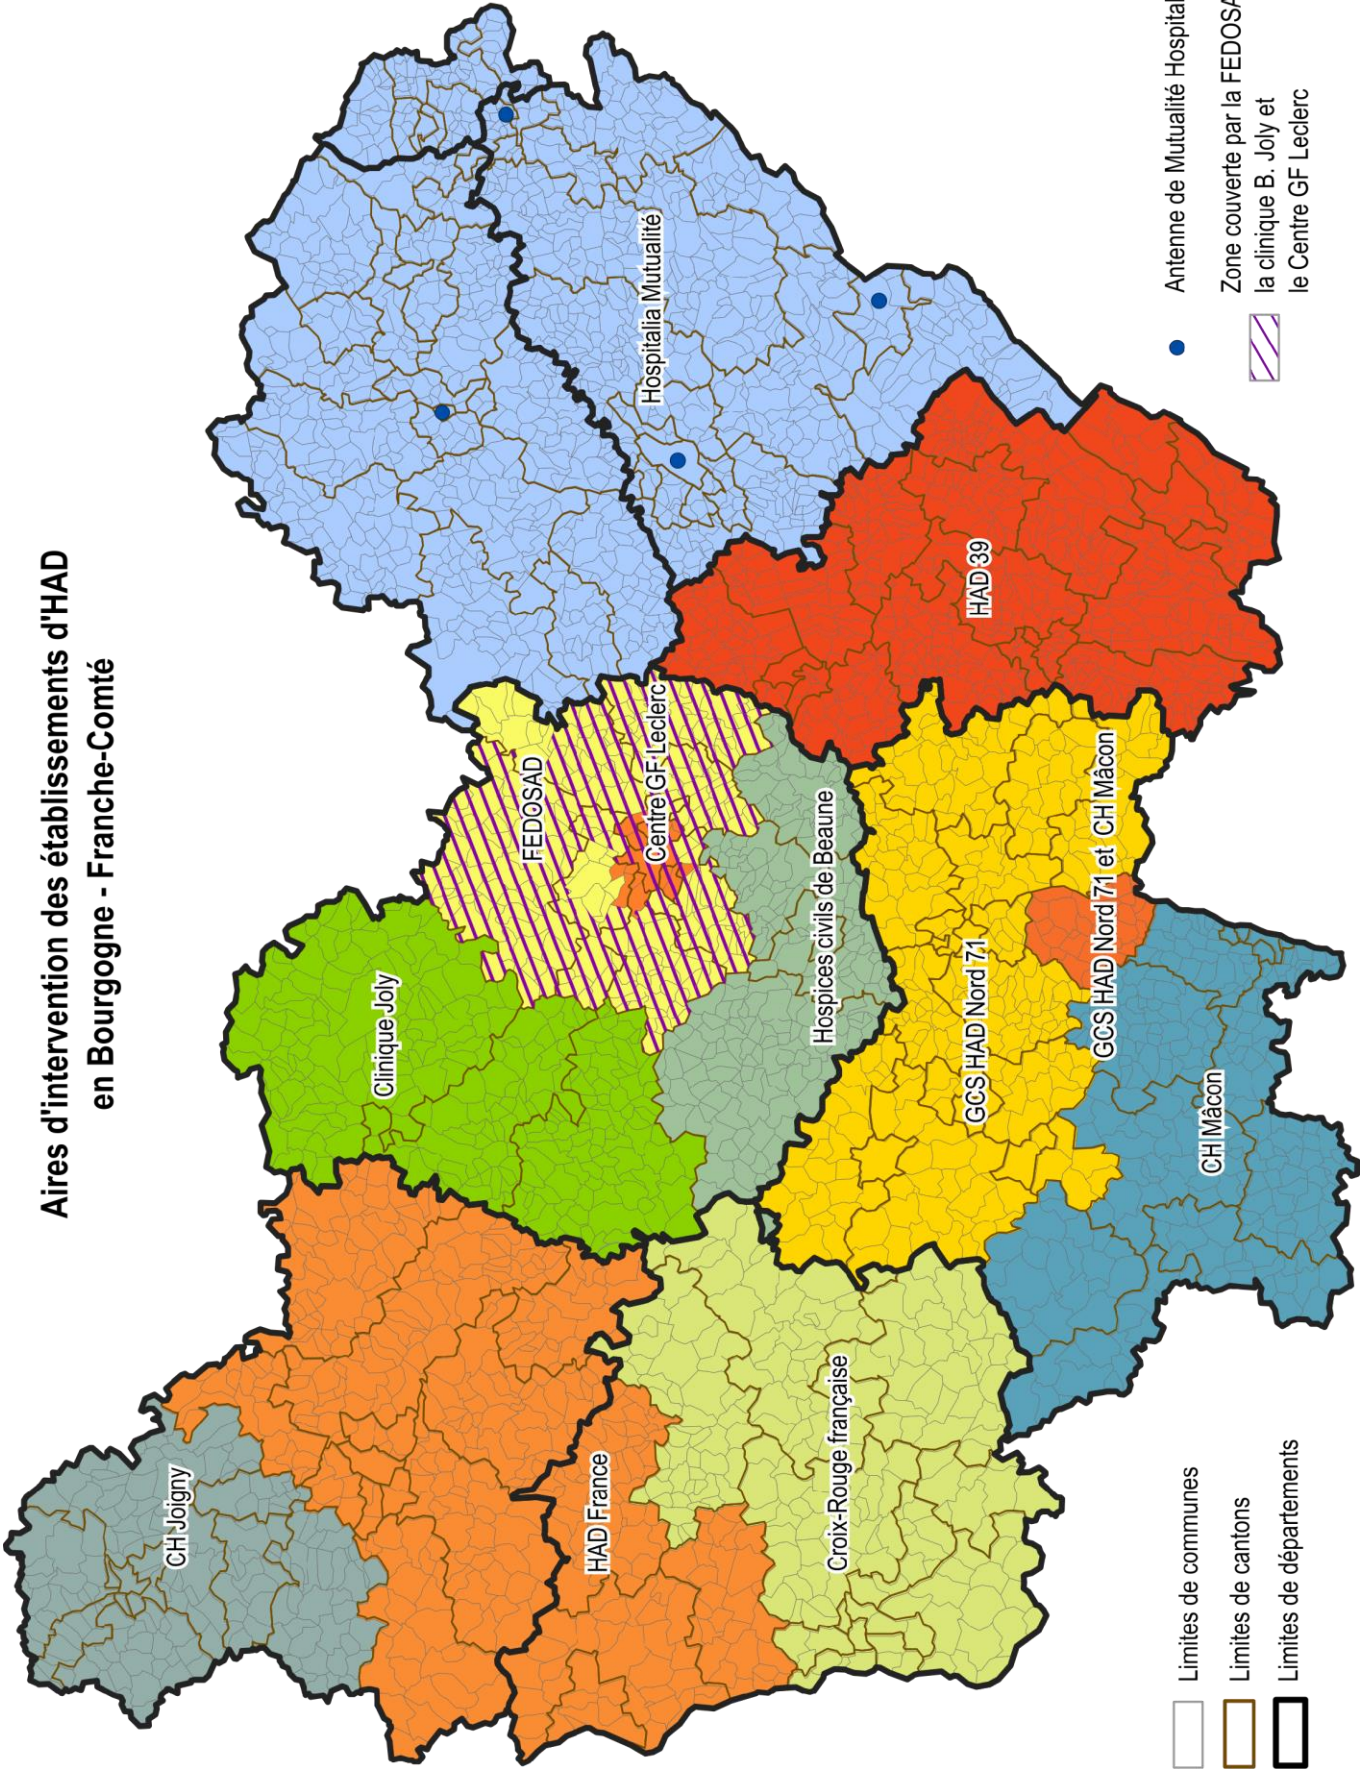 Aires d'intervention des établissements d'HAD
en Bourgogne - Franche-Comté
CH Joigny
Clinique Joly
FEDOSAD
HAD France
Centre GF Leclerc
Hospitalia Mutualité
Croix-Rouge française
Hospices civils de Beaune
GCS HAD Nord 71
HAD 39
GCS HAD Nord 71 et CH Mâcon
CH Mâcon
Limites de communes
Limites de cantons
Limites de départements
Antenne de Mutualité Hospital
Zone couverte par la FEDOSA
la clinique B. Joly et
le Centre GF Leclerc